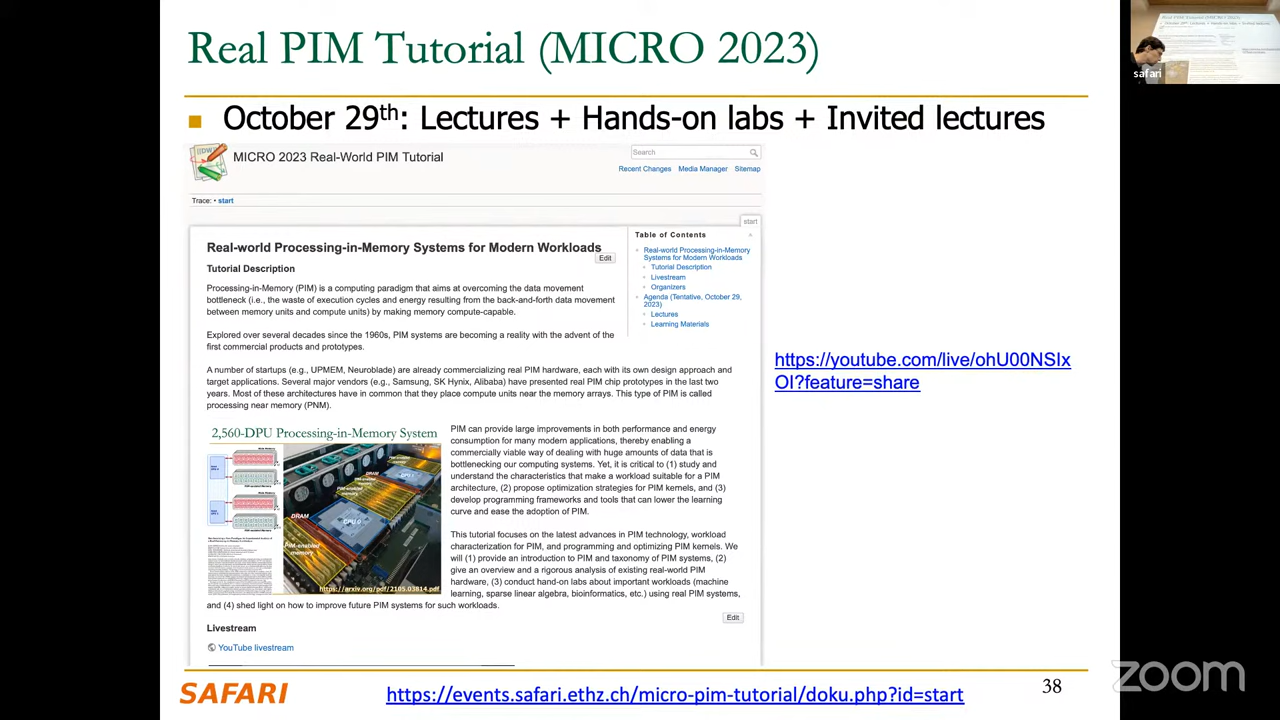 Real PIM Tutorial (MICRO 2023)
October 29th: Lectures + Hands-on labs + Invited lectures
MICRO 2023 Real-World PIM Tutorial
Search
Recent Changes Media Manager Sitemap
Trace: • start
start
Real-world Processing-in-Memory Systems for Modern Workloads
Edit
Tutorial Description
Processing-in-Memory (PIM) is a computing paradigm that aims at overcoming the data movement
bottleneck (i.e., the waste of execution cycles and energy resulting from the back-and-forth data movement
between memory units and compute units) by making memory compute-capable.
Explored over several decades since the 1960s, PIM systems are becoming a reality with the advent of the
first commercial products and prototypes.
A number of startups (e.g., UPMEM, Neuroblade) are already commercializing real PIM hardware, each with its own design approach and
target applications. Several major vendors (e.g., Samsung, SK Hynix, Alibaba) have presented real PIM chip prototypes in the last two
years. Most of these architectures have in common that they place compute units near the memory arrays. This type of PIM is called
processing near memory (PNM).
Table of Contents
Real-world Processing-in-Memory
Systems for Modern Workloads
Tutorial Description
Livestream
Organizers
Agenda (Tentative, October 29,
2023)
Lectures
Learning Materials
2,560-DPU Processing-in-Memory System
DRAM
CPU 0
PIM-enabled
memory
https://arxiv.org/pdf/2105.03814.pdf
PIM can provide large improvements in both performance and energy
consumption for many modern applications, thereby enabling a
commercially viable way of dealing with huge amounts of data that is
bottlenecking our computing systems. Yet, it is critical to (1) study and
understand the characteristics that make a workload suitable for a PIM
architecture, (2) propose optimization strategies for PIM kernels, and (3)
develop programming frameworks and tools that can lower the learning
curve and ease the adoption of PIM.
This tutorial focuses on the latest advances in PIM technology, workload
characterization for PIM, and programming and optimizing PIM kernels. We
will (1) provide an introduction to PIM and taxonomy of PIM systems, (2)
give an overview and a rigorous analysis of existing real-world PIM
hardware, (3) conduct hand-on labs about important workloads (machine
learning, sparse linear algebra, bioinformatics, etc.) using real PIM systems,
and (4) shed light on how to improve future PIM systems for such workloads.
Edit
Livestream
YouTube livestream
https://youtube.com/live/ohU00NSIx
OI?feature=share
SAFARI
https://events.safari.ethz.ch/micro-pim-tutorial/doku.php?id=start
38
safari
zoom